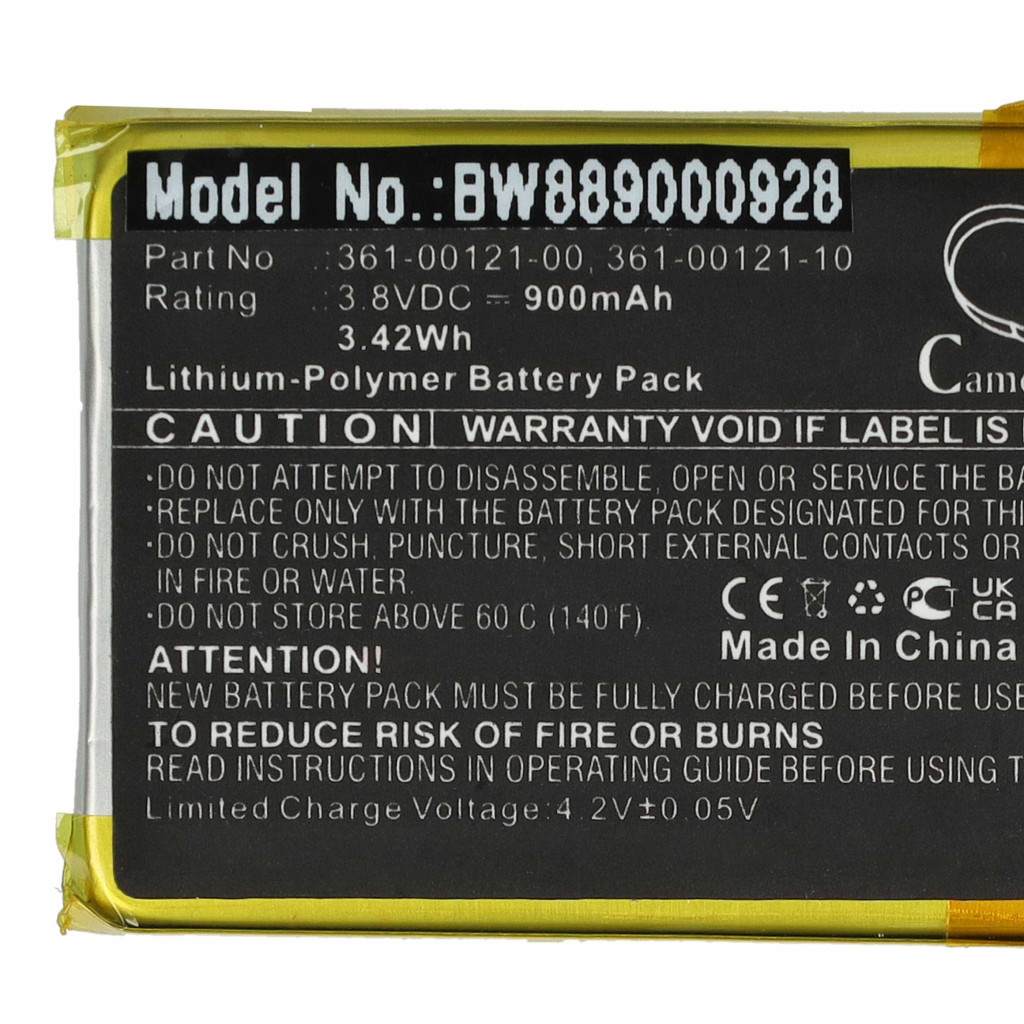 Model No.:BW889000928
Part No .:361-00121-00, 361-00121-10
Rating .:3.8VDC ⎓ 900mAh
3.42Wh
Lithium-Polymer Battery Pack
CAUTION WARRANTY VOID IF LABEL IS
·DO NOT ATTEMPT TO DISASSEMBLE, OPEN OR SERVICE THE
·REPLACE ONLY WITH THE BATTERY PACK DESIGNATED FOR
·DO NOT CRUSH, PUNCTURE, SHORT EXTERNAL CONTACTS OR
IN FIRE OR WATER.
·DO NOT STORE ABOVE 60 C (140 F).
CE PC UK CA
Made In China
ATTENTION!
NEW BATTERY PACK MUST BE FULLY CHARGED BEFORE USE
TO REDUCE RISK OF FIRE OR BURNS
READ INSTRUCTIONS IN OPERATING GUIDE BEFORE USING
Limited Charge Voltage:4.2V±0.05V